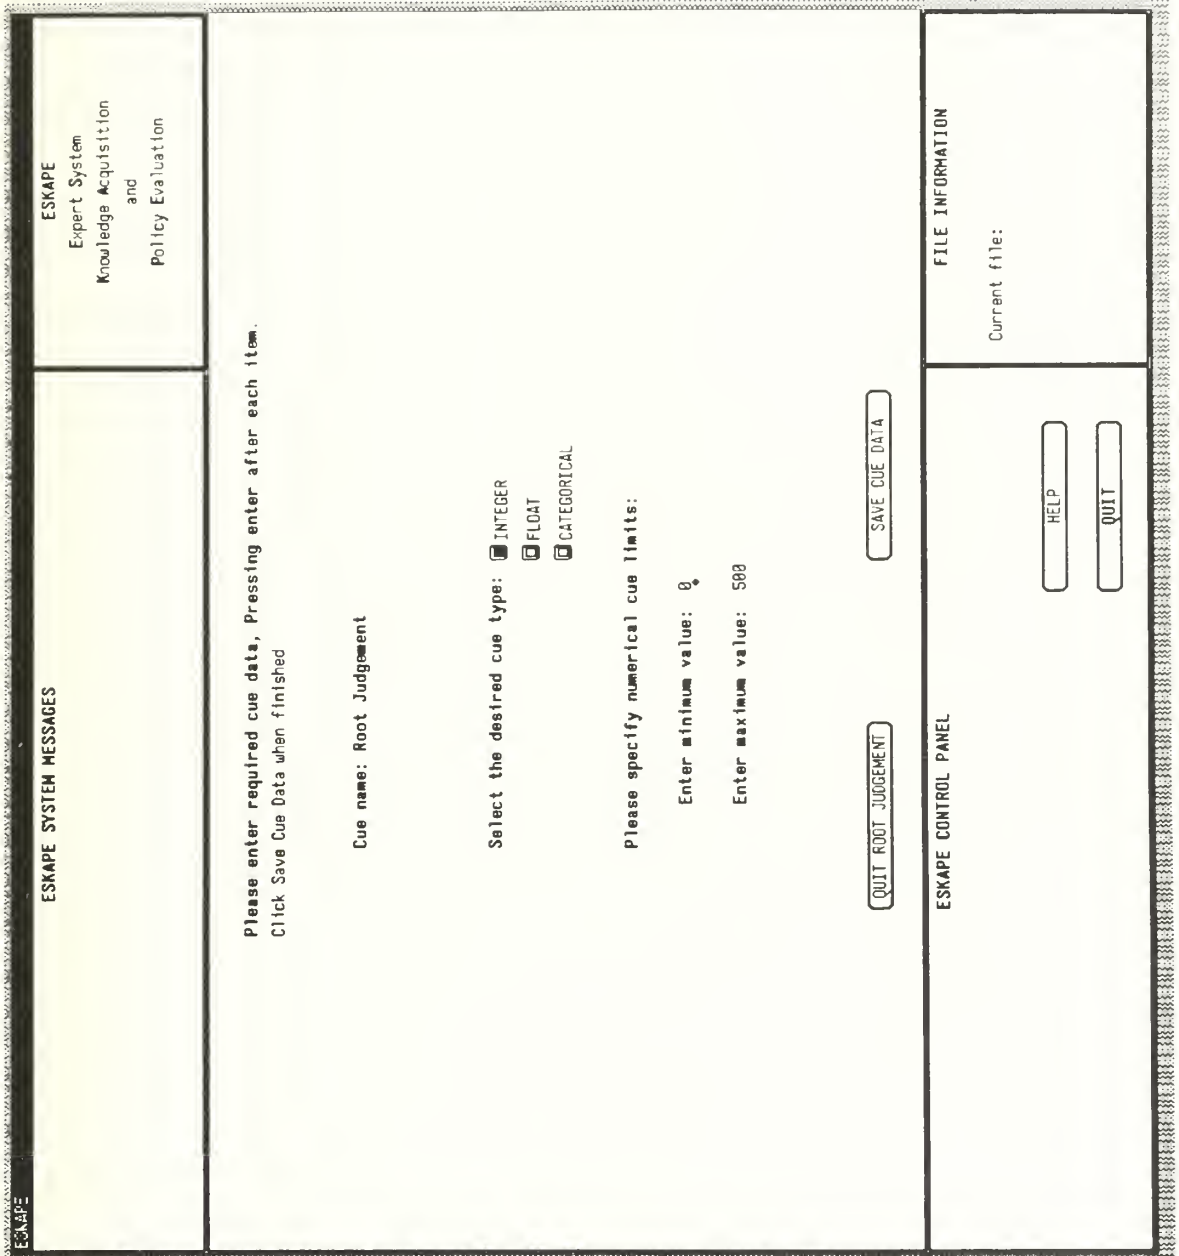 ESKAPE
ESKAPE SYSTEM MESSAGES
ESKAPE
Expert System
Knowledge Acquisition
and
Policy Evaluation
Please enter required cue data, Pressing enter after each item.
Click Save Cue Data when finished
Cue name: Root Judgement
Select the desired cue type: INTEGER
FLOAT
CATEGORICAL
Please specify numerical cue limits:
Enter minimum value: 0
Enter maximum value: 500
QUIT ROOT JUDGEMENT
SAVE CUE DATA
ESKAPE CONTROL PANEL
HELP
QUIT
FILE INFORMATION
Current file: